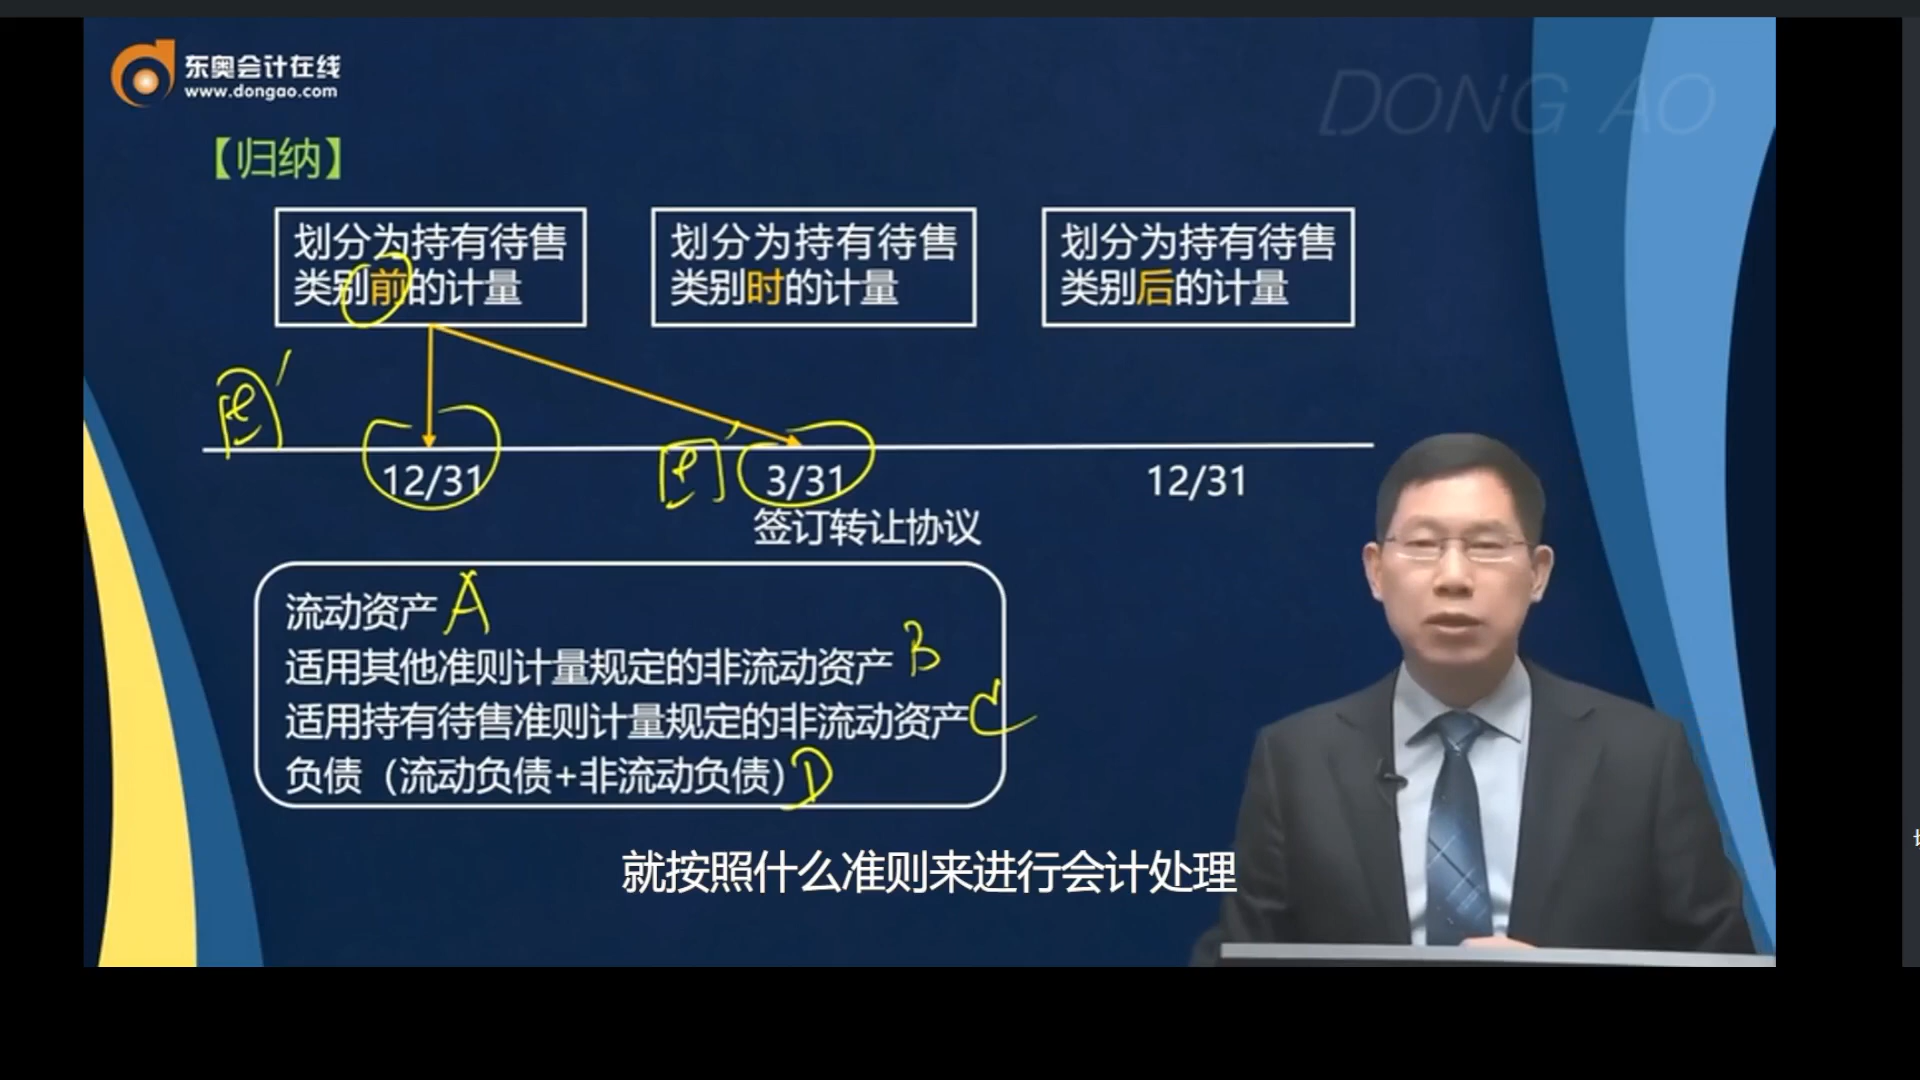 东奥会计在线
www.dongao.com
DONG AO
【归纳】
划分为持有待售
类别前的计量
划分为持有待售
类别时的计量
划分为持有待售
类别后的计量
12/31
3/31
12/31
签订转让协议
流动资产 A
适用其他准则计量规定的非流动资产 B
适用持有待售准则计量规定的非流动资产 C
负债（流动负债+非流动负债） D
就按照什么准则来进行会计处理